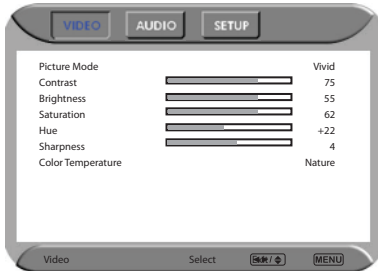 VIDEO AUDIO SETUP
Picture Mode Vivid
Contrast 75
Brightness 55
Saturation 62
Hue +22
Sharpness 4
Color Temperature Nature
Video Select MENU